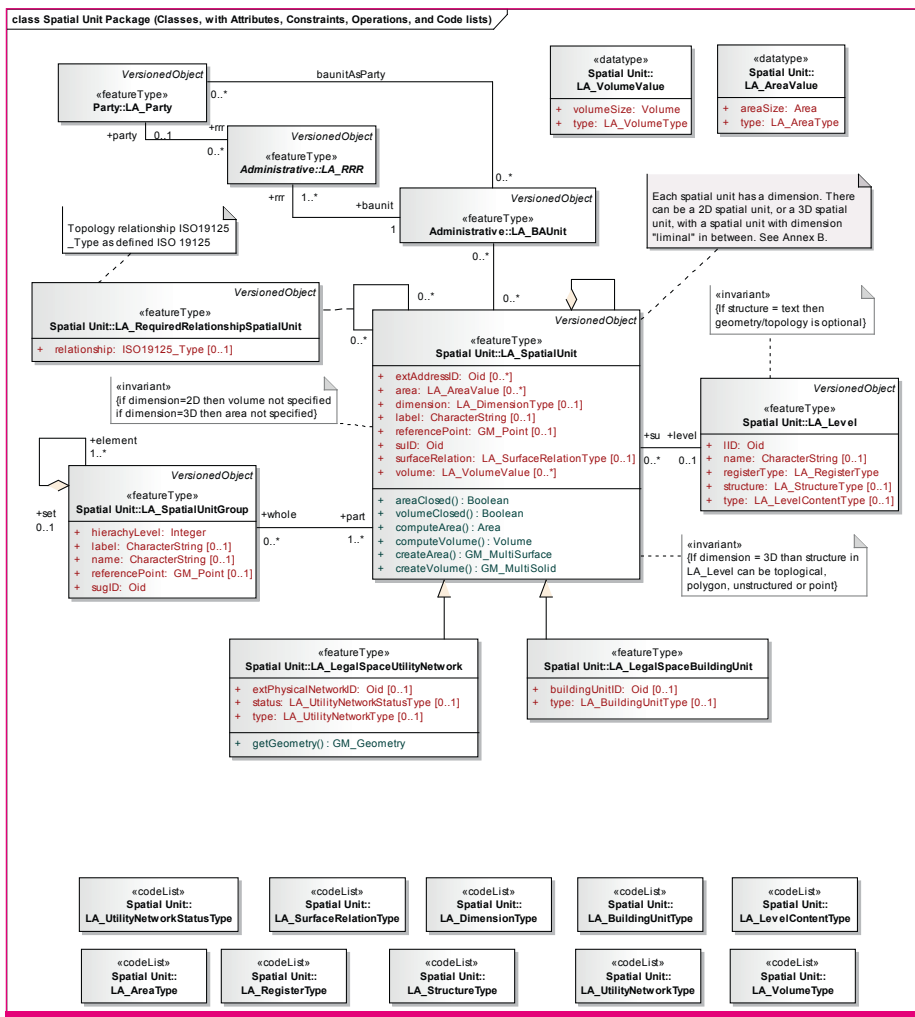 class Spatial Unit Package (Classes, with Attributes, Constraints, Operations, and Code lists)
VersionedObject
«featureType»
Party::LA_Party
baunitAsParty
0..*
0..*
+party
0..1
+rrr
0..*
VersionedObject
«featureType»
Administrative::LA_RRR
+rrr
1..*
+baunit
1
VersionedObject
«featureType»
Administrative::LA_BAUnit
0..*
0..*
«datatype»
Spatial Unit::
LA_VolumeValue
+ volumeSize: Volume
+ type: LA_VolumeType
«datatype»
Spatial Unit::
LA_AreaValue
+ areaSize: Area
+ type: LA_AreaType
Each spatial unit has a dimension. There
can be a 2D spatial unit, or a 3D spatial
unit, with a spatial unit with dimension
"liminal" in between. See Annex B.
Topology relationship ISO19125
_Type as defined ISO 19125
VersionedObject
«featureType»
Spatial Unit::LA_RequiredRelationshipSpatialUnit
+ relationship: ISO19125_Type [0..1]
0..*
0..*
«invariant»
{if dimension=2D then volume not specified
if dimension=3D then area not specified}
VersionedObject
«featureType»
Spatial Unit::LA_SpatialUnit
+ extAddressID: Oid [0..*]
+ area: LA_AreaValue [0..*]
+ dimension: LA_DimensionType [0..1]
+ label: CharacterString [0..1]
+ referencePoint: GM_Point [0..1]
+ suID: Oid
+ surfaceRelation: LA_SurfaceRelationType [0..1]
+ volume: LA_VolumeValue [0..*]
+ areaClosed() : Boolean
+ volumeClosed() : Boolean
+ computeArea() : Area
+ computeVolume() : Volume
+ createArea() : GM_MultiSurface
+ createVolume() : GM_MultiSolid
«invariant»
{If structure = text then
geometry/topology is optional}
+su
0..*
+level
0..1
VersionedObject
«featureType»
Spatial Unit::LA_Level
+ lID: Oid
+ name: CharacterString [0..1]
+ registerType: LA_RegisterType
+ structure: LA_StructureType [0..1]
+ type: LA_LevelContentType [0..1]
«invariant»
{If dimension = 3D than structure in
LA_Level can be toplogical,
polygon, unstructured or point}
+element
1..*
+set
0..1
VersionedObject
«featureType»
Spatial Unit::LA_SpatialUnitGroup
+ hierachyLevel: Integer
+ label: CharacterString [0..1]
+ name: CharacterString [0..1]
+ referencePoint: GM_Point [0..1]
+ sugID: Oid
+whole
0..*
+part
1..*
«featureType»
Spatial Unit::LA_LegalSpaceUtilityNetwork
+ extPhysicalNetworkID: Oid [0..1]
+ status: LA_UtilityNetworkStatusType [0..1]
+ type: LA_UtilityNetworkType [0..1]
+ getGeometry() : GM_Geometry
«featureType»
Spatial Unit::LA_LegalSpaceBuildingUnit
+ buildingUnitID: Oid [0..1]
+ type: LA_BuildingUnitType [0..1]
«codeList»
Spatial Unit::
LA_UtilityNetworkStatusType
«codeList»
Spatial Unit::
LA_SurfaceRelationType
«codeList»
Spatial Unit::
LA_DimensionType
«codeList»
Spatial Unit::
LA_BuildingUnitType
«codeList»
Spatial Unit::
LA_LevelContentType
«codeList»
Spatial Unit::
LA_AreaType
«codeList»
Spatial Unit::
LA_RegisterType
«codeList»
Spatial Unit::
LA_StructureType
«codeList»
Spatial Unit::
LA_UtilityNetworkType
«codeList»
Spatial Unit::
LA_VolumeType